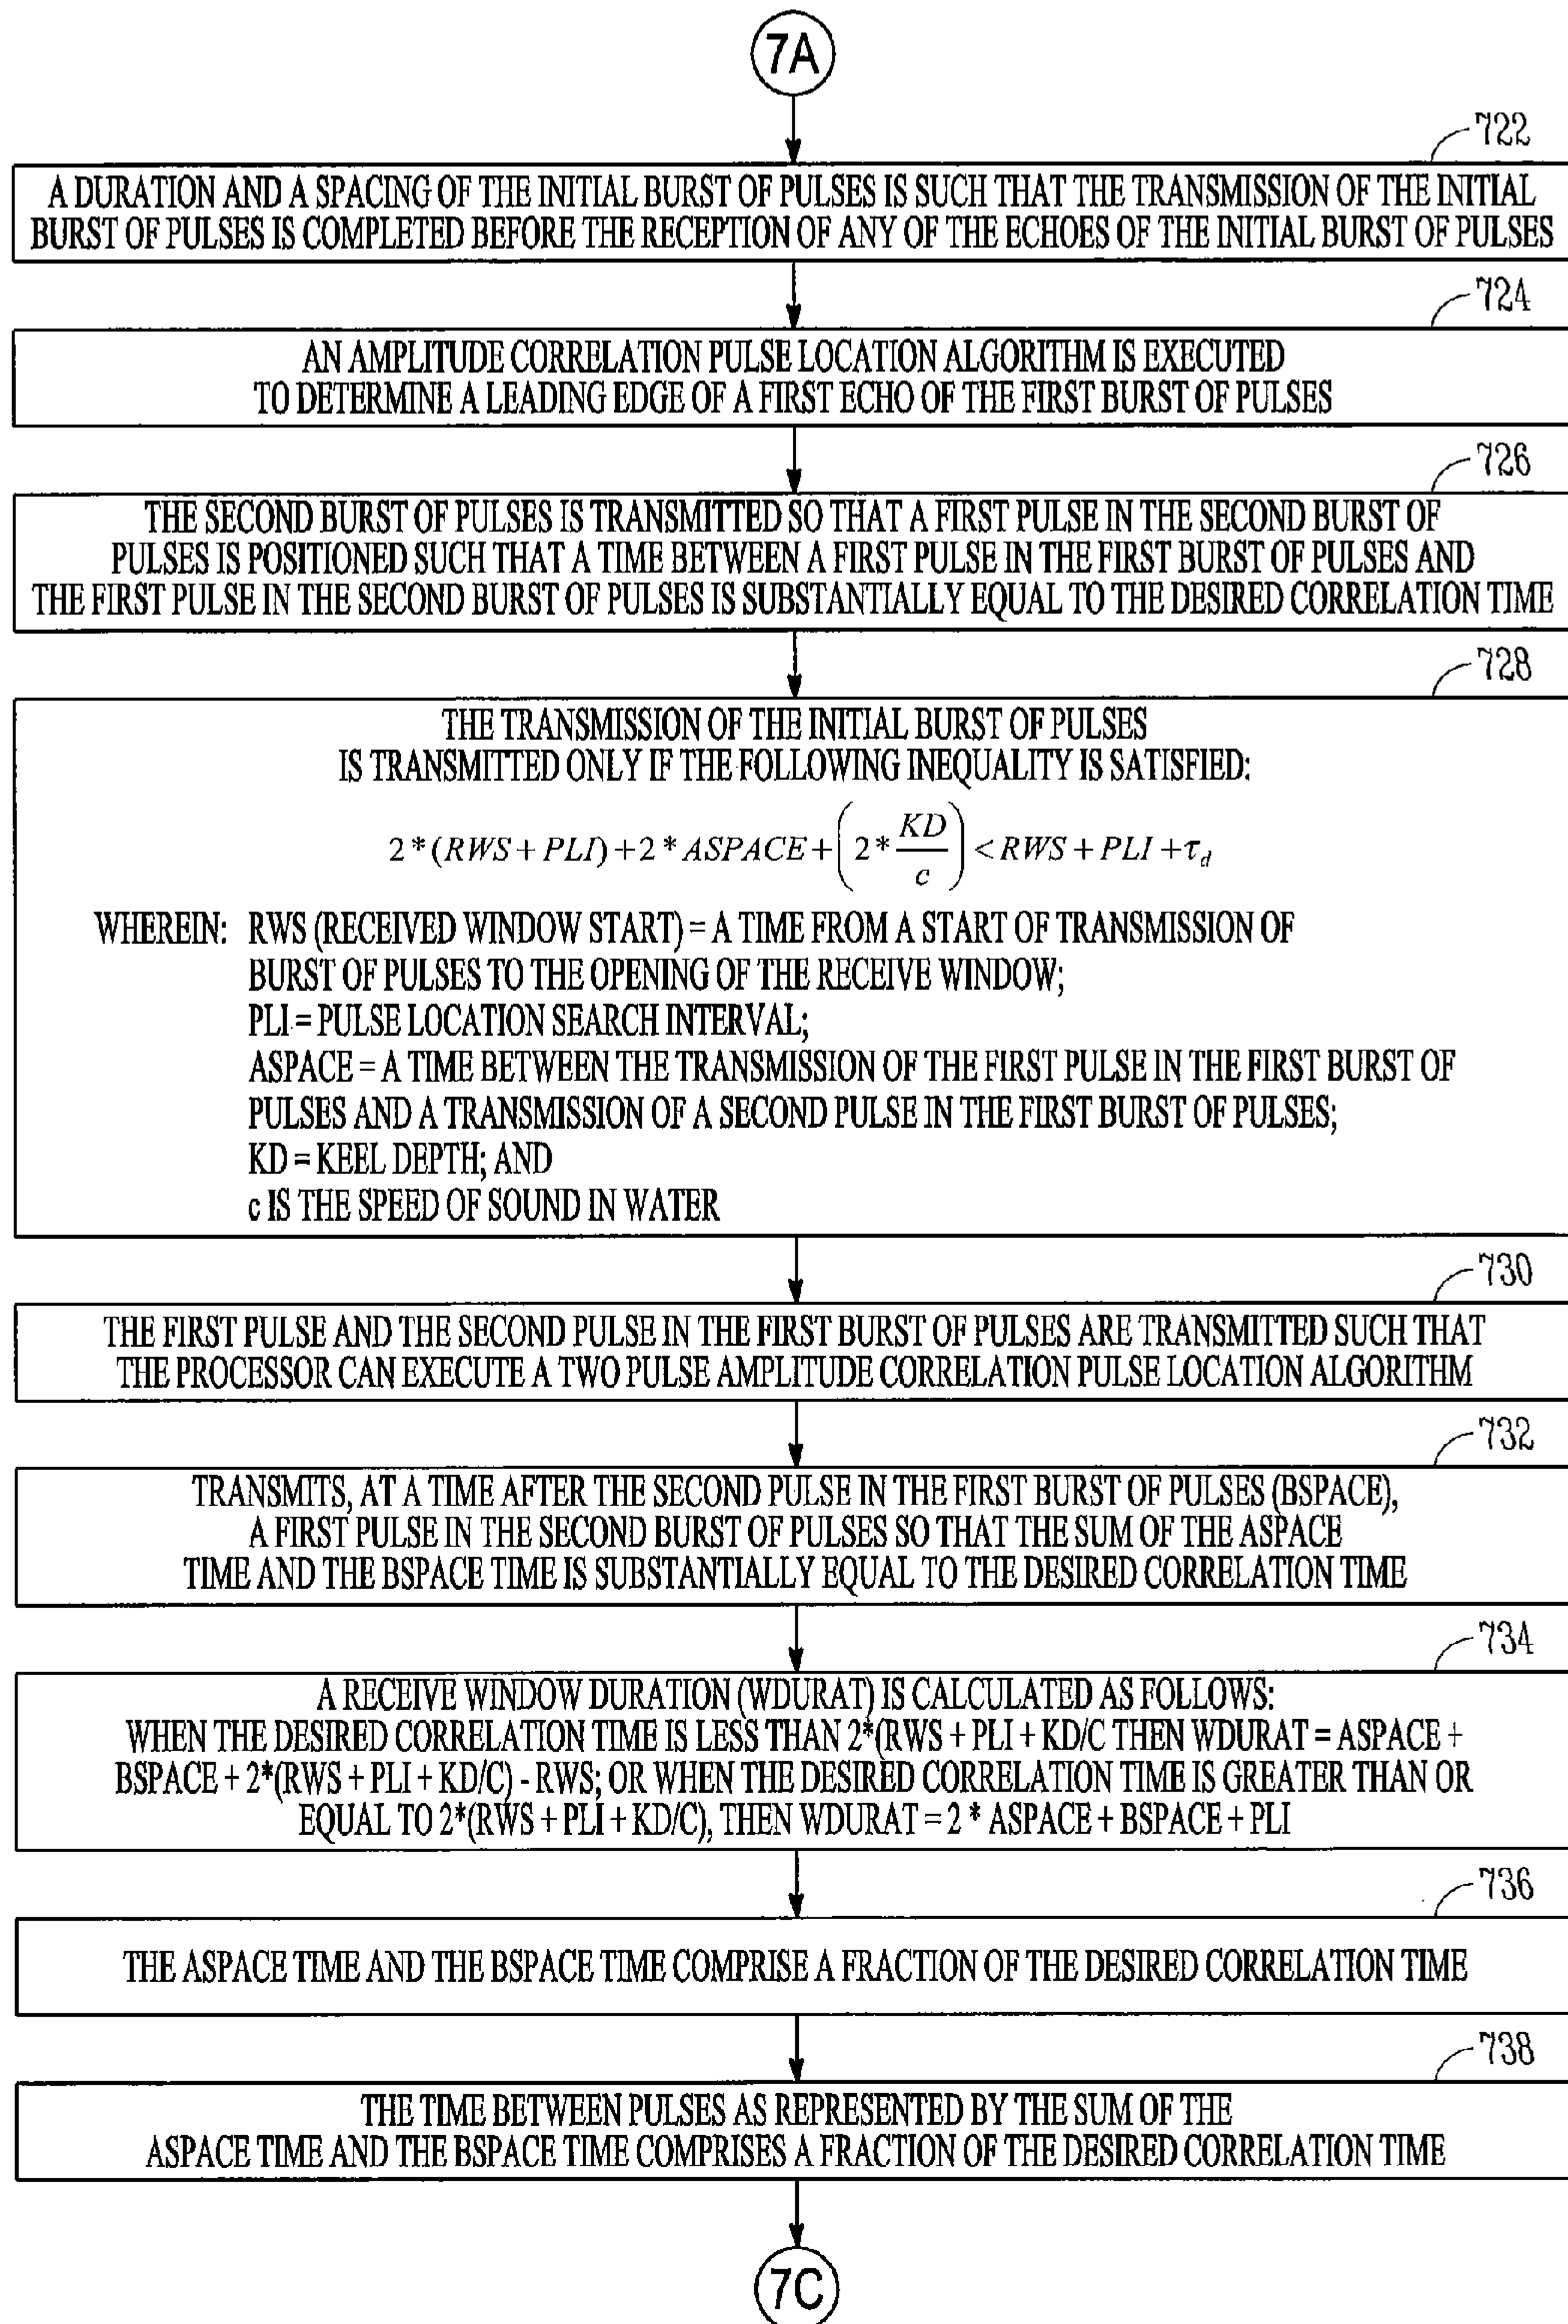 7A
722
A DURATION AND A SPACING OF THE INITIAL BURST OF PULSES IS SUCH THAT THE TRANSMISSION OF THE INITIAL
BURST OF PULSES IS COMPLETED BEFORE THE RECEPTION OF ANY OF THE ECHOES OF THE INITIAL BURST OF PULSES
724
AN AMPLITUDE CORRELATION PULSE LOCATION ALGORITHM IS EXECUTED
TO DETERMINE A LEADING EDGE OF A FIRST ECHO OF THE FIRST BURST OF PULSES
726
THE SECOND BURST OF PULSES IS TRANSMITTED SO THAT A FIRST PULSE IN THE SECOND BURST OF
PULSES IS POSITIONED SUCH THAT A TIME BETWEEN A FIRST PULSE IN THE FIRST BURST OF PULSES AND
THE FIRST PULSE IN THE SECOND BURST OF PULSES IS SUBSTANTIALLY EQUAL TO THE DESIRED CORRELATION TIME
728
THE TRANSMISSION OF THE INITIAL BURST OF PULSES
IS TRANSMITTED ONLY IF THE FOLLOWING INEQUALITY IS SATISFIED:
2*(RWS+PLI)+2*ASPACE+(2*KD/c)<RWS+PLI+τd
WHEREIN: RWS (RECEIVED WINDOW START) = A TIME FROM A START OF TRANSMISSION OF
BURST OF PULSES TO THE OPENING OF THE RECEIVE WINDOW;
PLI = PULSE LOCATION SEARCH INTERVAL;
ASPACE = A TIME BETWEEN THE TRANSMISSION OF THE FIRST PULSE IN THE FIRST BURST OF
PULSES AND A TRANSMISSION OF A SECOND PULSE IN THE FIRST BURST OF PULSES;
KD = KEEL DEPTH; AND
c IS THE SPEED OF SOUND IN WATER
730
THE FIRST PULSE AND THE SECOND PULSE IN THE FIRST BURST OF PULSES ARE TRANSMITTED SUCH THAT
THE PROCESSOR CAN EXECUTE A TWO PULSE AMPLITUDE CORRELATION PULSE LOCATION ALGORITHM
732
TRANSMITS, AT A TIME AFTER THE SECOND PULSE IN THE FIRST BURST OF PULSES (BSPACE),
A FIRST PULSE IN THE SECOND BURST OF PULSES SO THAT THE SUM OF THE ASPACE
TIME AND THE BSPACE TIME IS SUBSTANTIALLY EQUAL TO THE DESIRED CORRELATION TIME
734
A RECEIVE WINDOW DURATION (WDURAT) IS CALCULATED AS FOLLOWS:
WHEN THE DESIRED CORRELATION TIME IS LESS THAN 2*(RWS + PLI + KD/C THEN WDURAT = ASPACE +
BSPACE + 2*(RWS + PLI + KD/C) - RWS; OR WHEN THE DESIRED CORRELATION TIME IS GREATER THAN OR
EQUAL TO 2*(RWS + PLI + KD/C), THEN WDURAT = 2 * ASPACE + BSPACE + PLI
736
THE ASPACE TIME AND THE BSPACE TIME COMPRISE A FRACTION OF THE DESIRED CORRELATION TIME
738
THE TIME BETWEEN PULSES AS REPRESENTED BY THE SUM OF THE
ASPACE TIME AND THE BSPACE TIME COMPRISES A FRACTION OF THE DESIRED CORRELATION TIME
7C